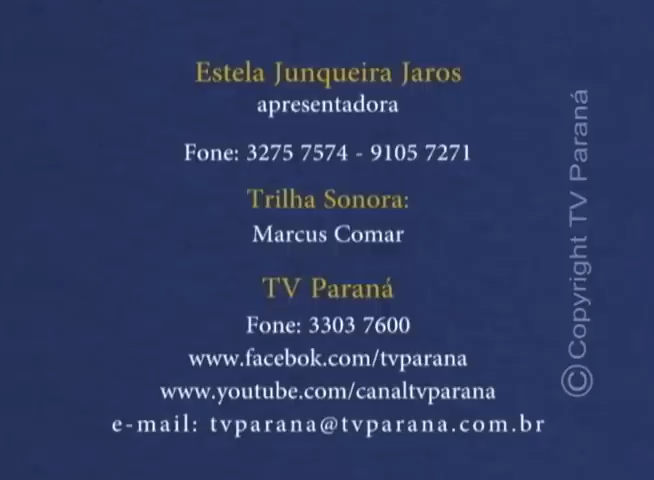 Estela Junqueira Jaros
apresentadora
Fone: 3275 7574 - 9105 7271
Trilha Sonora:
Marcus Comar
TV Paraná
Fone: 3303 7600
www.facebok.com/tvparana
www.youtube.com/canaltvparana
e-mail: tvparana@tvparana.com.br
© Copyright TV Paraná